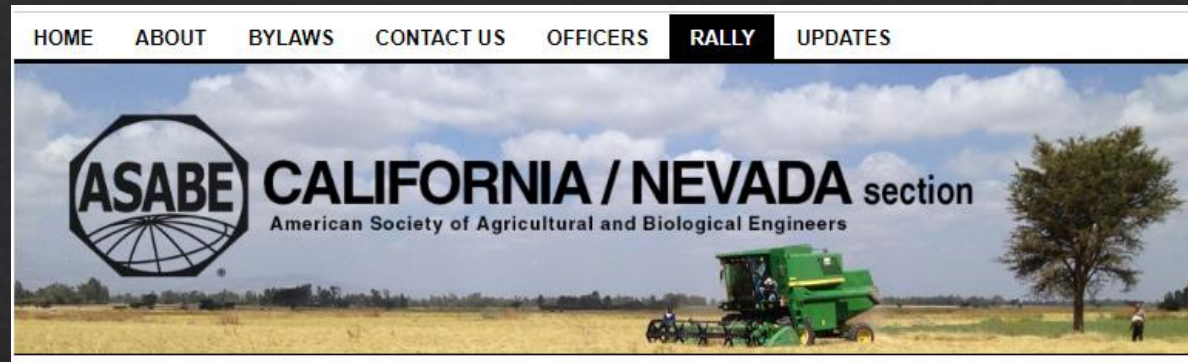 HOME ABOUT BYLAWS CONTACT US OFFICERS RALLY UPDATES
ASABE
CALIFORNIA / NEVADA section
American Society of Agricultural and Biological Engineers